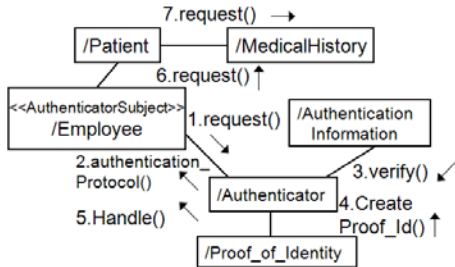 7.request()
/Patient
/MedicalHistory
6.request()
<<AuthenticatorSubject>>
/Employee
1.request()
/Authentication
Information
2.authentication_
Protocol()
3.verify()
/Authenticator
4.Create
Proof_Id()
5.Handle()
/Proof_of_Identity